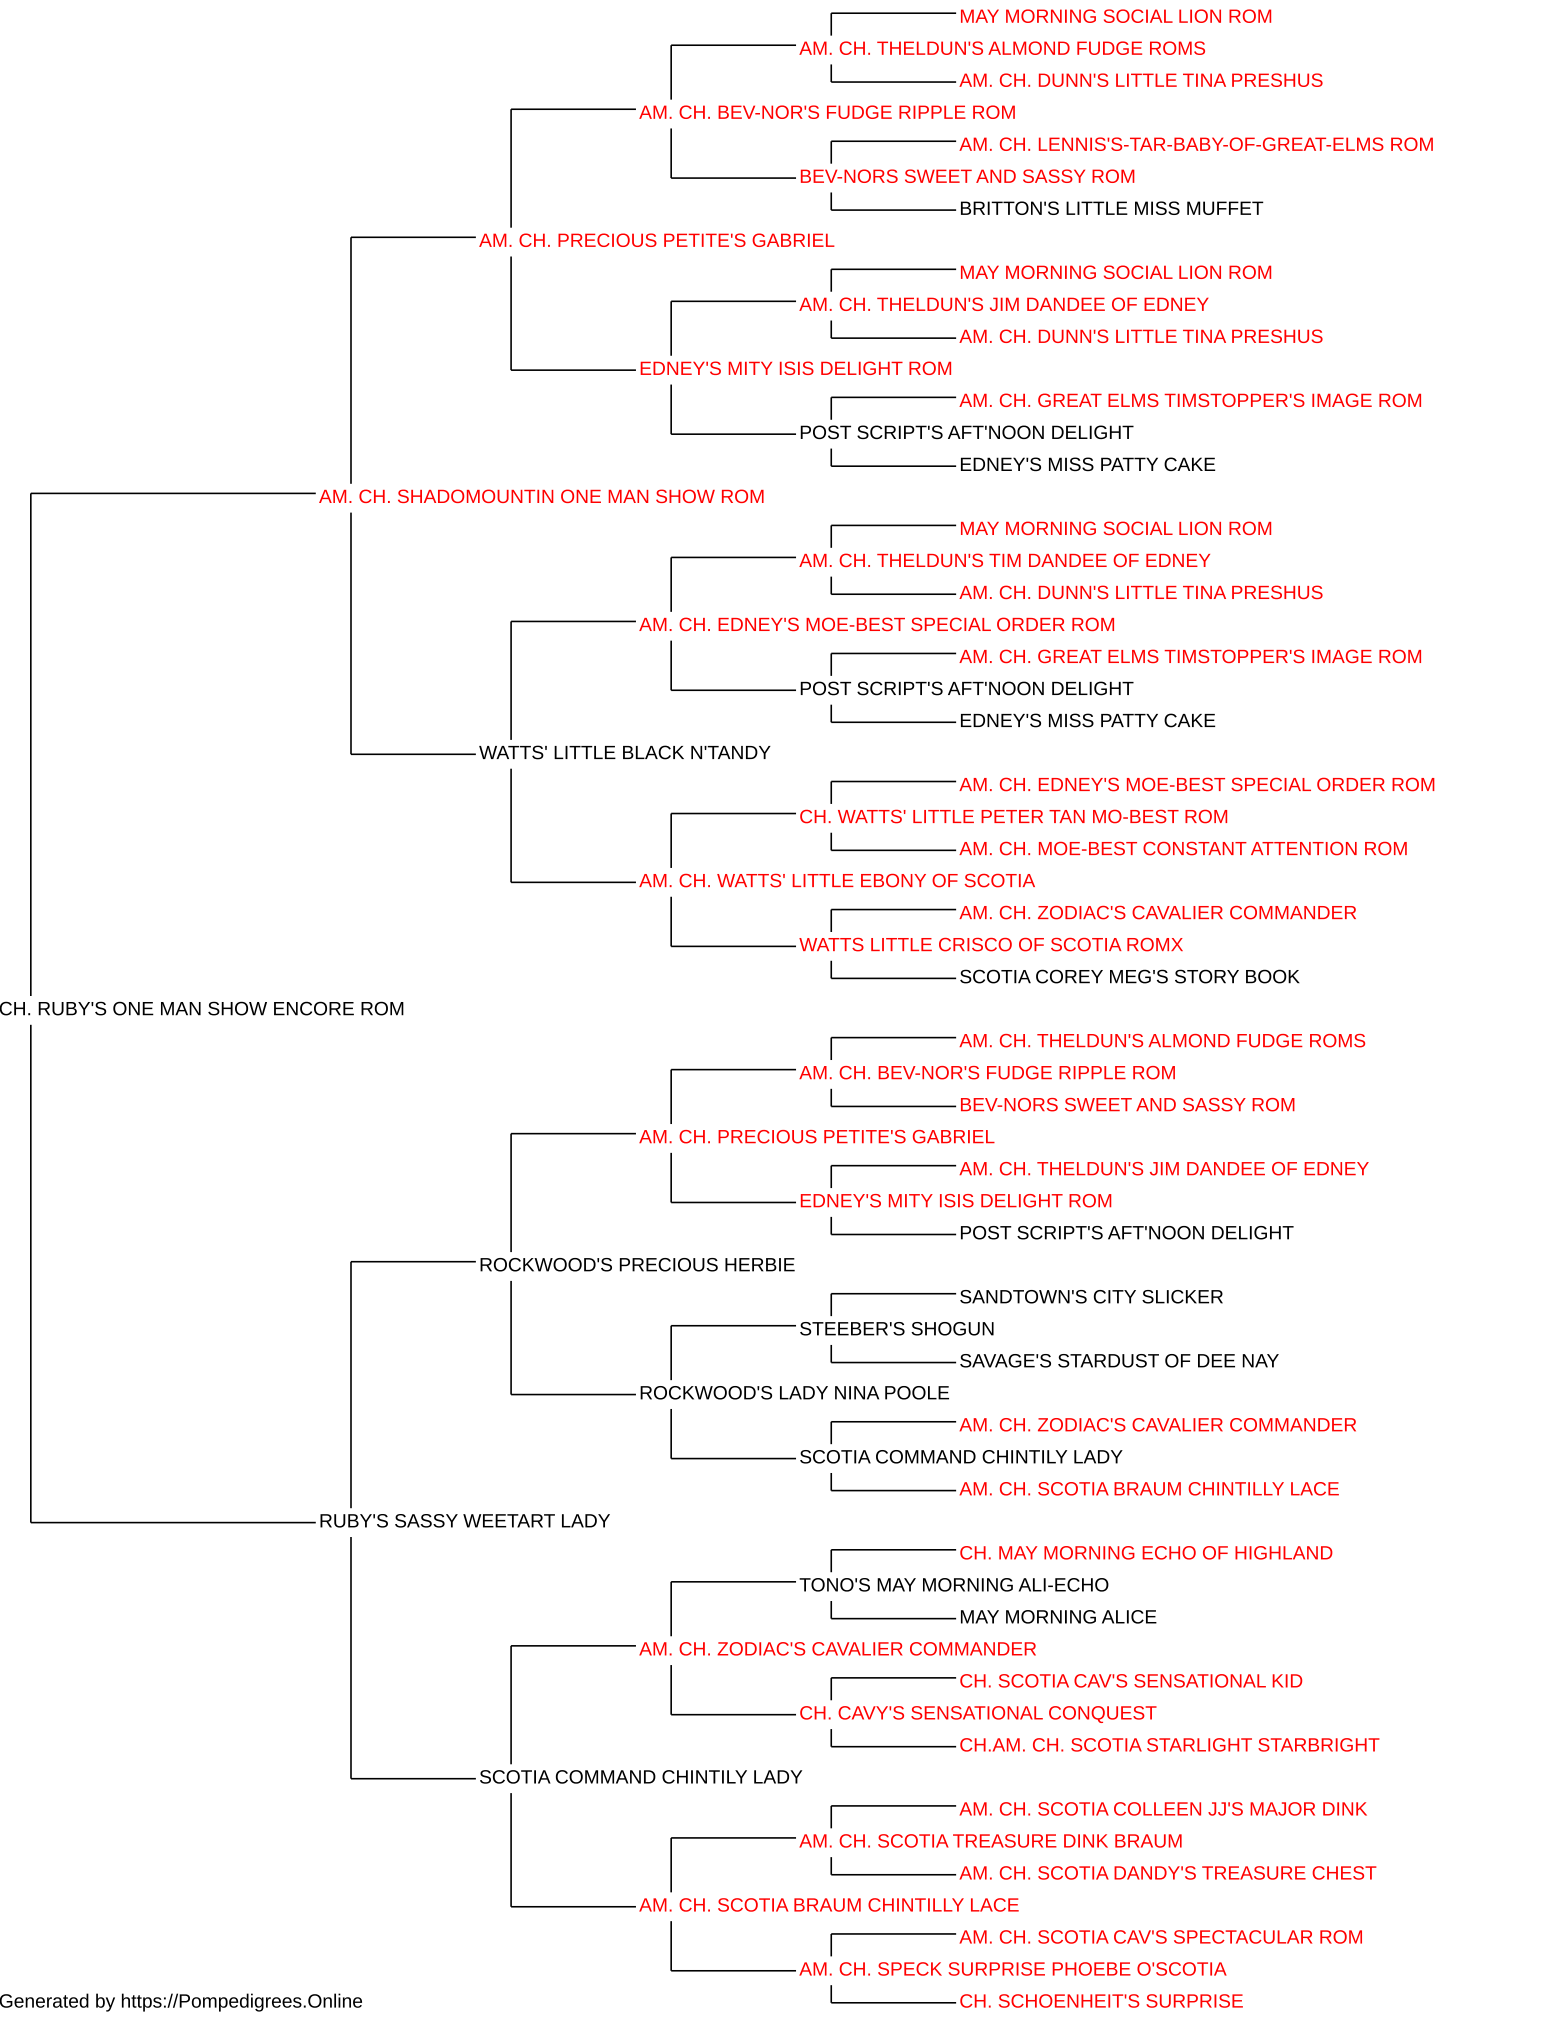 MAY MORNING SOCIAL LION ROM
AM. CH. THELDUN'S ALMOND FUDGE ROMS
AM. CH. DUNN'S LITTLE TINA PRESHUS
AM. CH. BEV-NOR'S FUDGE RIPPLE ROM
AM. CH. LENNIS'S-TAR-BABY-OF-GREAT-ELMS ROM
BEV-NORS SWEET AND SASSY ROM
BRITTON'S LITTLE MISS MUFFET
AM. CH. PRECIOUS PETITE'S GABRIEL
MAY MORNING SOCIAL LION ROM
AM. CH. THELDUN'S JIM DANDEE OF EDNEY
AM. CH. DUNN'S LITTLE TINA PRESHUS
EDNEY'S MITY ISIS DELIGHT ROM
AM. CH. GREAT ELMS TIMSTOPPER'S IMAGE ROM
POST SCRIPT'S AFT'NOON DELIGHT
EDNEY'S MISS PATTY CAKE
AM. CH. SHADOMOUNTIN ONE MAN SHOW ROM
MAY MORNING SOCIAL LION ROM
AM. CH. THELDUN'S TIM DANDEE OF EDNEY
AM. CH. DUNN'S LITTLE TINA PRESHUS
AM. CH. EDNEY'S MOE-BEST SPECIAL ORDER ROM
AM. CH. GREAT ELMS TIMSTOPPER'S IMAGE ROM
POST SCRIPT'S AFT'NOON DELIGHT
EDNEY'S MISS PATTY CAKE
WATTS' LITTLE BLACK N'TANDY
AM. CH. EDNEY'S MOE-BEST SPECIAL ORDER ROM
CH. WATTS' LITTLE PETER TAN MO-BEST ROM
AM. CH. MOE-BEST CONSTANT ATTENTION ROM
AM. CH. WATTS' LITTLE EBONY OF SCOTIA
AM. CH. ZODIAC'S CAVALIER COMMANDER
WATTS LITTLE CRISCO OF SCOTIA ROMX
SCOTIA COREY MEG'S STORY BOOK
CH. RUBY'S ONE MAN SHOW ENCORE ROM
AM. CH. THELDUN'S ALMOND FUDGE ROMS
AM. CH. BEV-NOR'S FUDGE RIPPLE ROM
BEV-NORS SWEET AND SASSY ROM
AM. CH. PRECIOUS PETITE'S GABRIEL
AM. CH. THELDUN'S JIM DANDEE OF EDNEY
EDNEY'S MITY ISIS DELIGHT ROM
POST SCRIPT'S AFT'NOON DELIGHT
ROCKWOOD'S PRECIOUS HERBIE
SANDTOWN'S CITY SLICKER
STEEBER'S SHOGUN
SAVAGE'S STARDUST OF DEE NAY
ROCKWOOD'S LADY NINA POOLE
AM. CH. ZODIAC'S CAVALIER COMMANDER
SCOTIA COMMAND CHINTILY LADY
AM. CH. SCOTIA BRAUM CHINTILLY LACE
RUBY'S SASSY WEETART LADY
CH. MAY MORNING ECHO OF HIGHLAND
TONO'S MAY MORNING ALI-ECHO
MAY MORNING ALICE
AM. CH. ZODIAC'S CAVALIER COMMANDER
CH. SCOTIA CAV'S SENSATIONAL KID
CH. CAVY'S SENSATIONAL CONQUEST
CH.AM. CH. SCOTIA STARLIGHT STARBRIGHT
SCOTIA COMMAND CHINTILY LADY
AM. CH. SCOTIA COLLEEN JJ'S MAJOR DINK
AM. CH. SCOTIA TREASURE DINK BRAUM
AM. CH. SCOTIA DANDY'S TREASURE CHEST
AM. CH. SCOTIA BRAUM CHINTILLY LACE
AM. CH. SCOTIA CAV'S SPECTACULAR ROM
AM. CH. SPECK SURPRISE PHOEBE O'SCOTIA
CH. SCHOENHEIT'S SURPRISE
Generated by https://Pompedigrees.Online